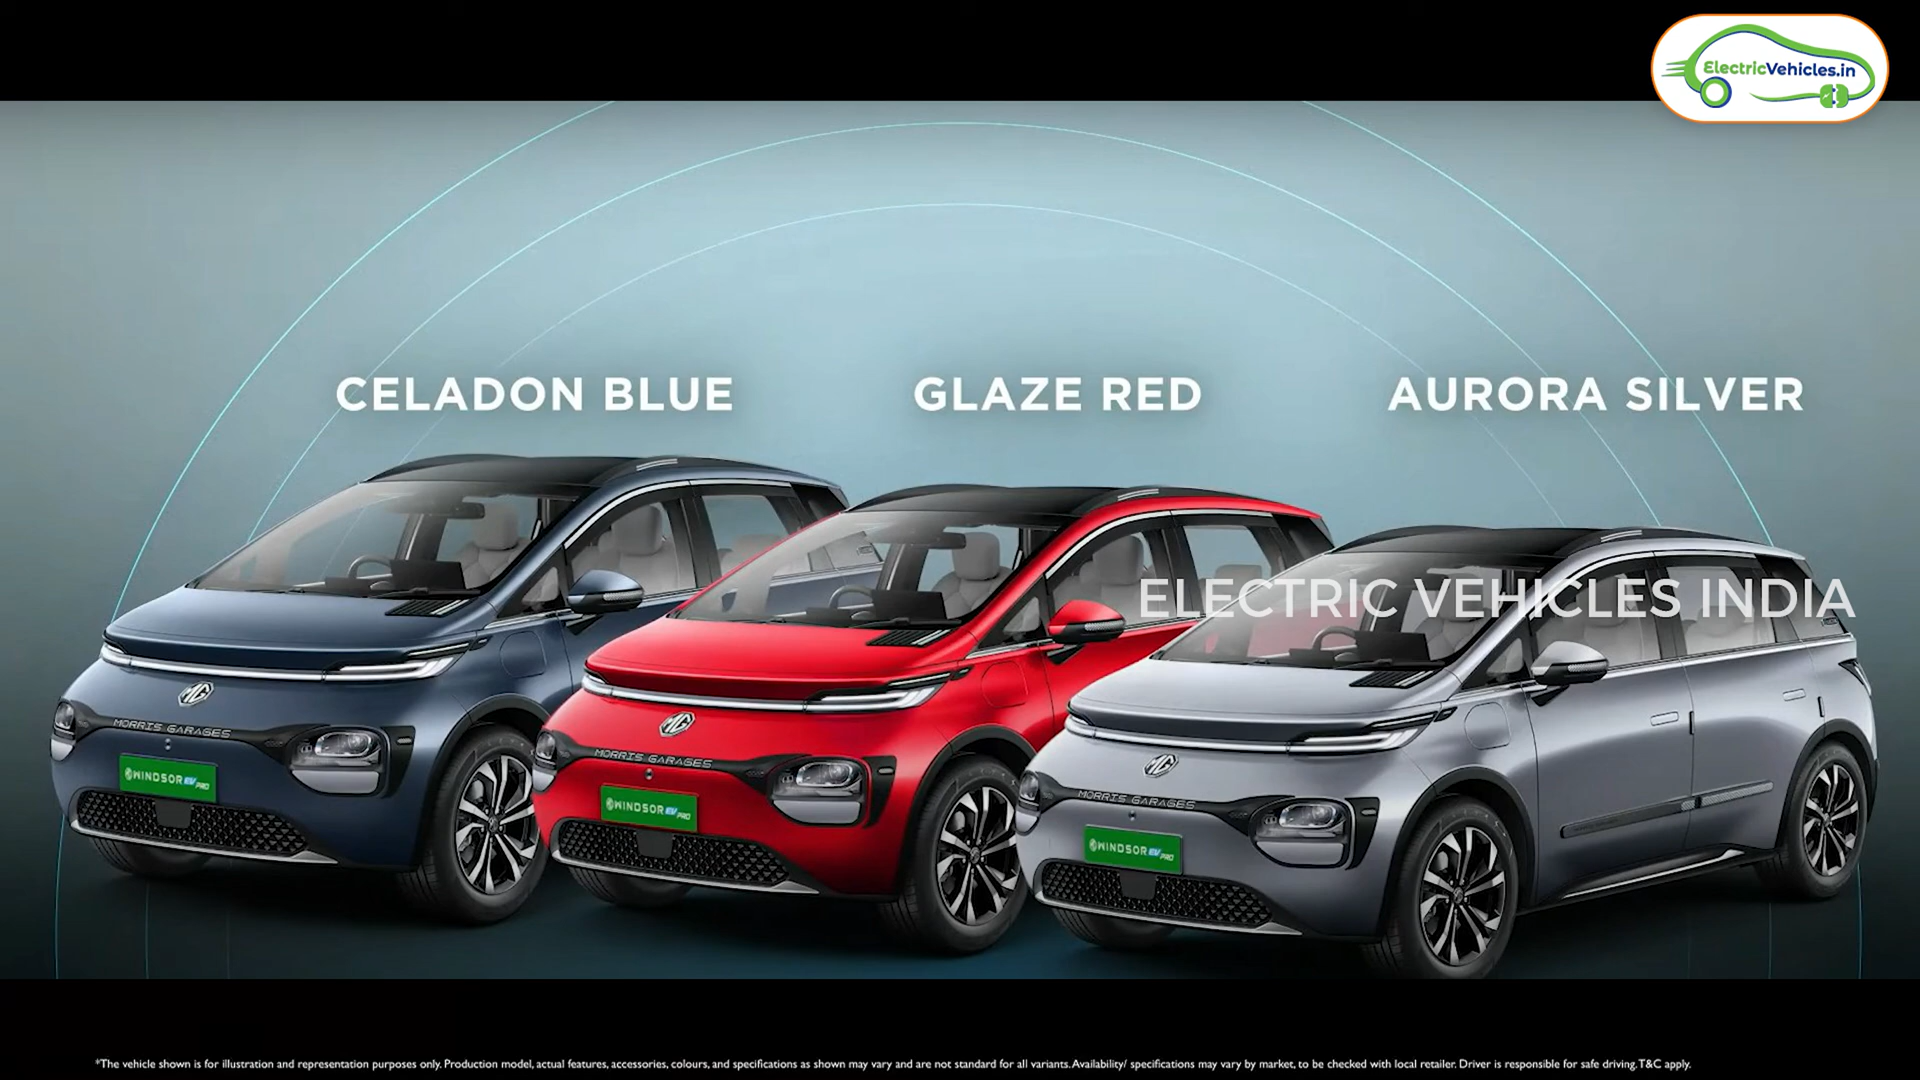 ElectricVehicles.in
CELADON BLUE
GLAZE RED
AURORA SILVER
ELECTRIC VEHICLES INDIA
MG
MORRIS GARAGES
WINDSOR EV PRO
MG
MORRIS GARAGES
WINDSOR EV PRO
MG
MORRIS GARAGES
WINDSOR EV PRO
*The vehicle shown is for illustration and representation purposes only. Production model, actual features, accessories, colours, and specifications as shown may vary and are not standard for all variants. Availability/ specifications may vary by market, to be checked with local retailer. Driver is responsible for safe driving. T&C apply.